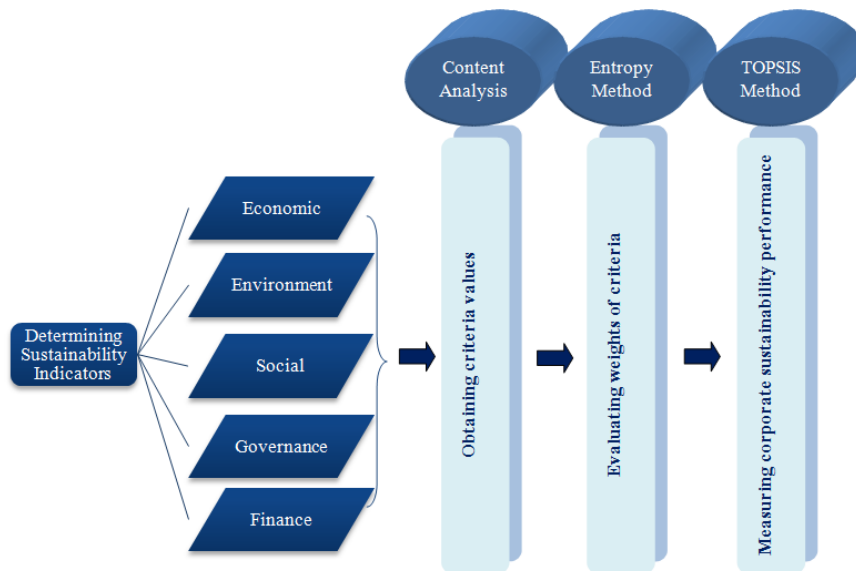 Determining
Sustainability
Indicators
Economic
Environment
Social
Governance
Finance
Content
Analysis
Obtaining criteria values
Entropy
Method
Evaluating weights of criteria
TOPSIS
Method
Measuring corporate sustainability performance